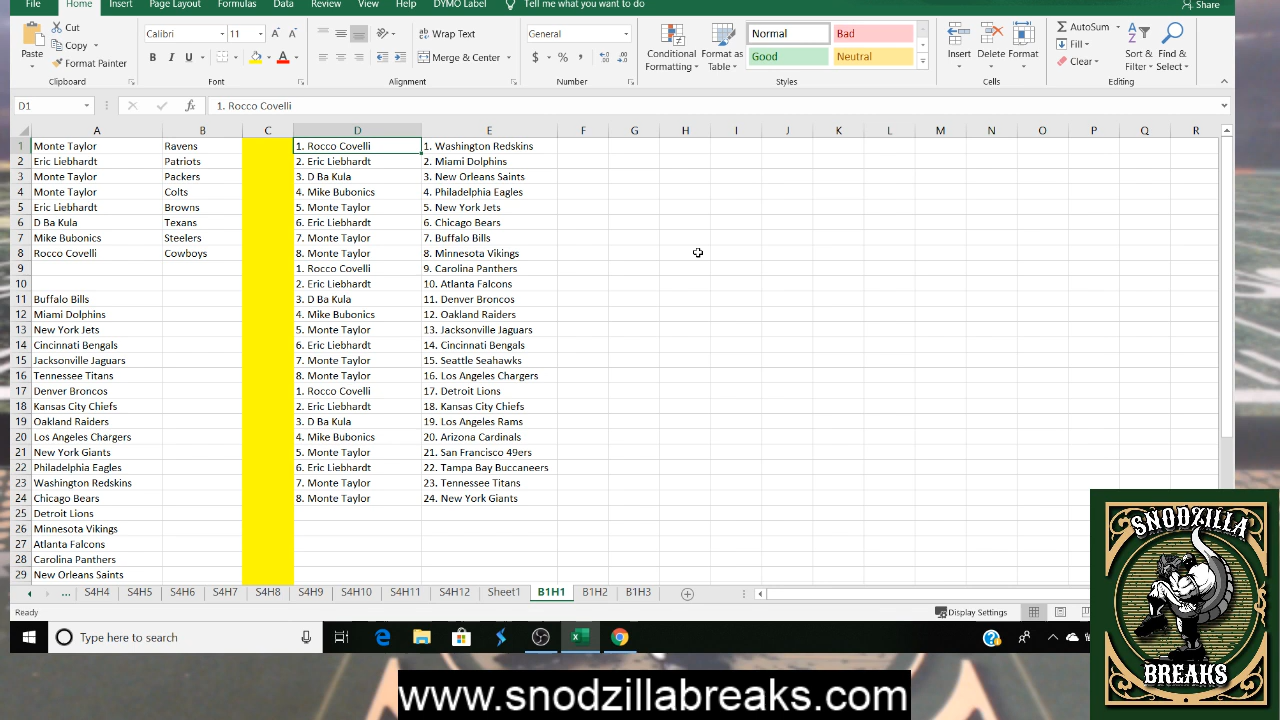 File Home Insert Page Layout Formulas Data Review View Help DYMO Label Tell me what you want to do Share
Paste Cut Copy Format Painter Clipboard
Calibri 11 A A B I U A Font
Wrap Text Merge & Center Alignment
General $ % , Number
Conditional Formatting Format as Table Normal Bad Good Neutral Styles
Insert Delete Format Cells
AutoSum Fill Clear Sort & Filter Find & Select Editing
D1 fx 1. Rocco Covelli
A B C D E F G H I J K L M N O P Q R
1 Monte Taylor Ravens 1. Rocco Covelli 1. Washington Redskins
2 Eric Liebhardt Patriots 2. Eric Liebhardt 2. Miami Dolphins
3 Monte Taylor Packers 3. D Ba Kula 3. New Orleans Saints
4 Monte Taylor Colts 4. Mike Bubonics 4. Philadelphia Eagles
5 Eric Liebhardt Browns 5. Monte Taylor 5. New York Jets
6 D Ba Kula Texans 6. Eric Liebhardt 6. Chicago Bears
7 Mike Bubonics Steelers 7. Monte Taylor 7. Buffalo Bills
8 Rocco Covelli Cowboys 8. Monte Taylor 8. Minnesota Vikings
9 1. Rocco Covelli 9. Carolina Panthers
10 2. Eric Liebhardt 10. Atlanta Falcons
11 Buffalo Bills 3. D Ba Kula 11. Denver Broncos
12 Miami Dolphins 4. Mike Bubonics 12. Oakland Raiders
13 New York Jets 5. Monte Taylor 13. Jacksonville Jaguars
14 Cincinnati Bengals 6. Eric Liebhardt 14. Cincinnati Bengals
15 Jacksonville Jaguars 7. Monte Taylor 15. Seattle Seahawks
16 Tennessee Titans 8. Monte Taylor 16. Los Angeles Chargers
17 Denver Broncos 1. Rocco Covelli 17. Detroit Lions
18 Kansas City Chiefs 2. Eric Liebhardt 18. Kansas City Chiefs
19 Oakland Raiders 3. D Ba Kula 19. Los Angeles Rams
20 Los Angeles Chargers 4. Mike Bubonics 20. Arizona Cardinals
21 New York Giants 5. Monte Taylor 21. San Francisco 49ers
22 Philadelphia Eagles 6. Eric Liebhardt 22. Tampa Bay Buccaneers
23 Washington Redskins 7. Monte Taylor 23. Tennessee Titans
24 Chicago Bears 8. Monte Taylor 24. New York Giants
25 Detroit Lions
26 Minnesota Vikings
27 Atlanta Falcons
28 Carolina Panthers
29 New Orleans Saints
... S4H4 S4H5 S4H6 S4H7 S4H8 S4H9 S4H11 S4H12 Sheet1 B1H1 B1H2 B1H3
Ready Display Settings
Type here to search
SNODZILLA
BREAKS
www.snodzillabreaks.com